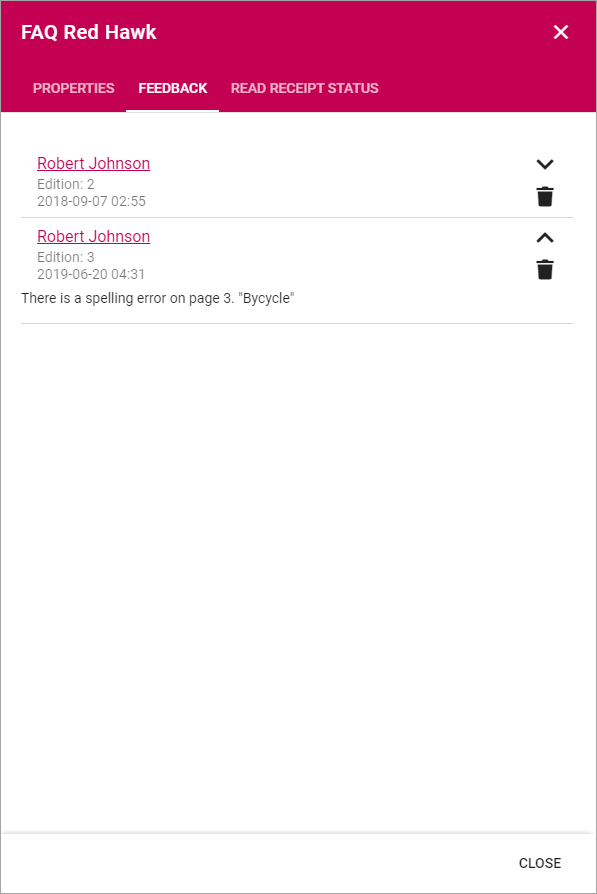 FAQ Red Hawk
PROPERTIES FEEDBACK READ RECEIPT STATUS
Robert Johnson
Edition: 2
2018-09-07 02:55
Robert Johnson
Edition: 3
2019-06-20 04:31
There is a spelling error on page 3. "Bycycle"
CLOSE